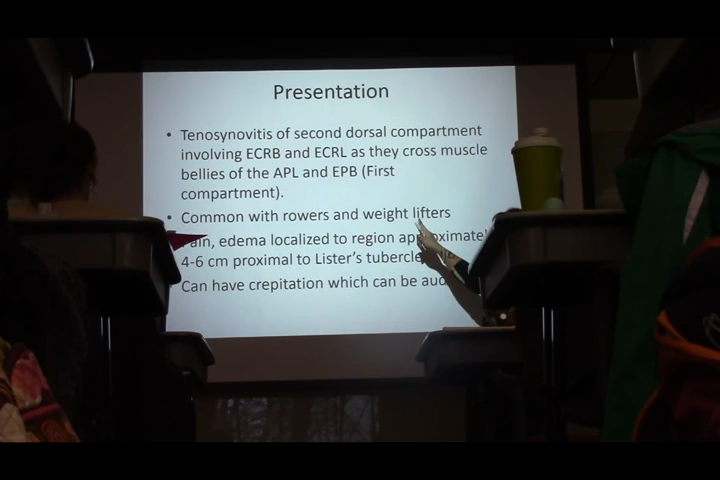 Presentation
• Tenosynovitis of second dorsal compartment
involving ECRB and ECRL as they cross muscle
bellies of the APL and EPB (First
compartment).
• Common with rowers and weight lifters
edema localized to region
4-6 cm proximal to Lister's
Can have crepitation which can be